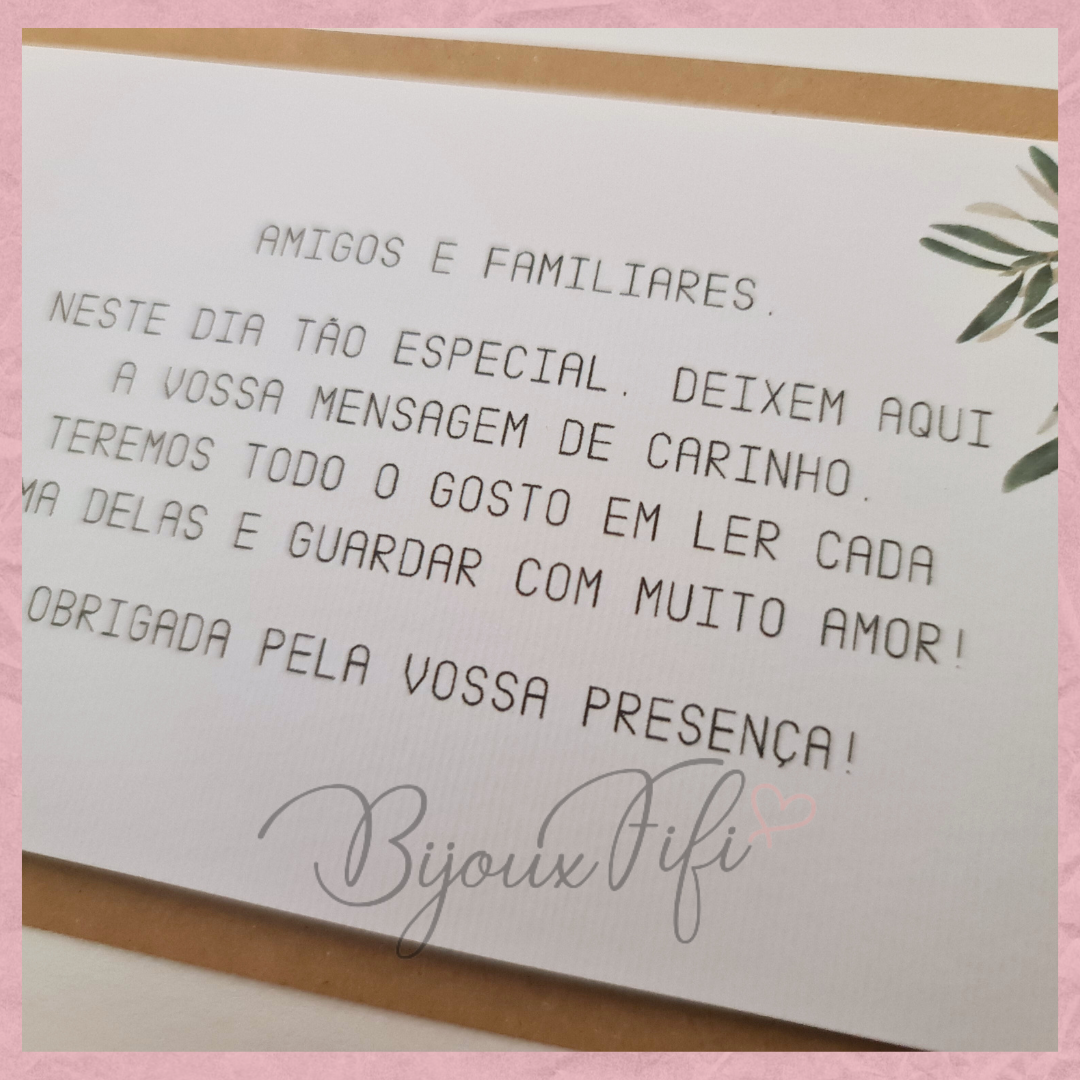 AMIGOS E FAMILIARES.
NESTE DIA TÃO ESPECIAL. DEIXEM AQUI
A VOSSA MENSAGEM DE CARINHO.
TEREMOS TODO O GOSTO EM LER CADA
MA DELAS E GUARDAR COM MUITO AMOR!
OBRIGADA PELA VOSSA PRESENÇA!
Bijoux Fifi